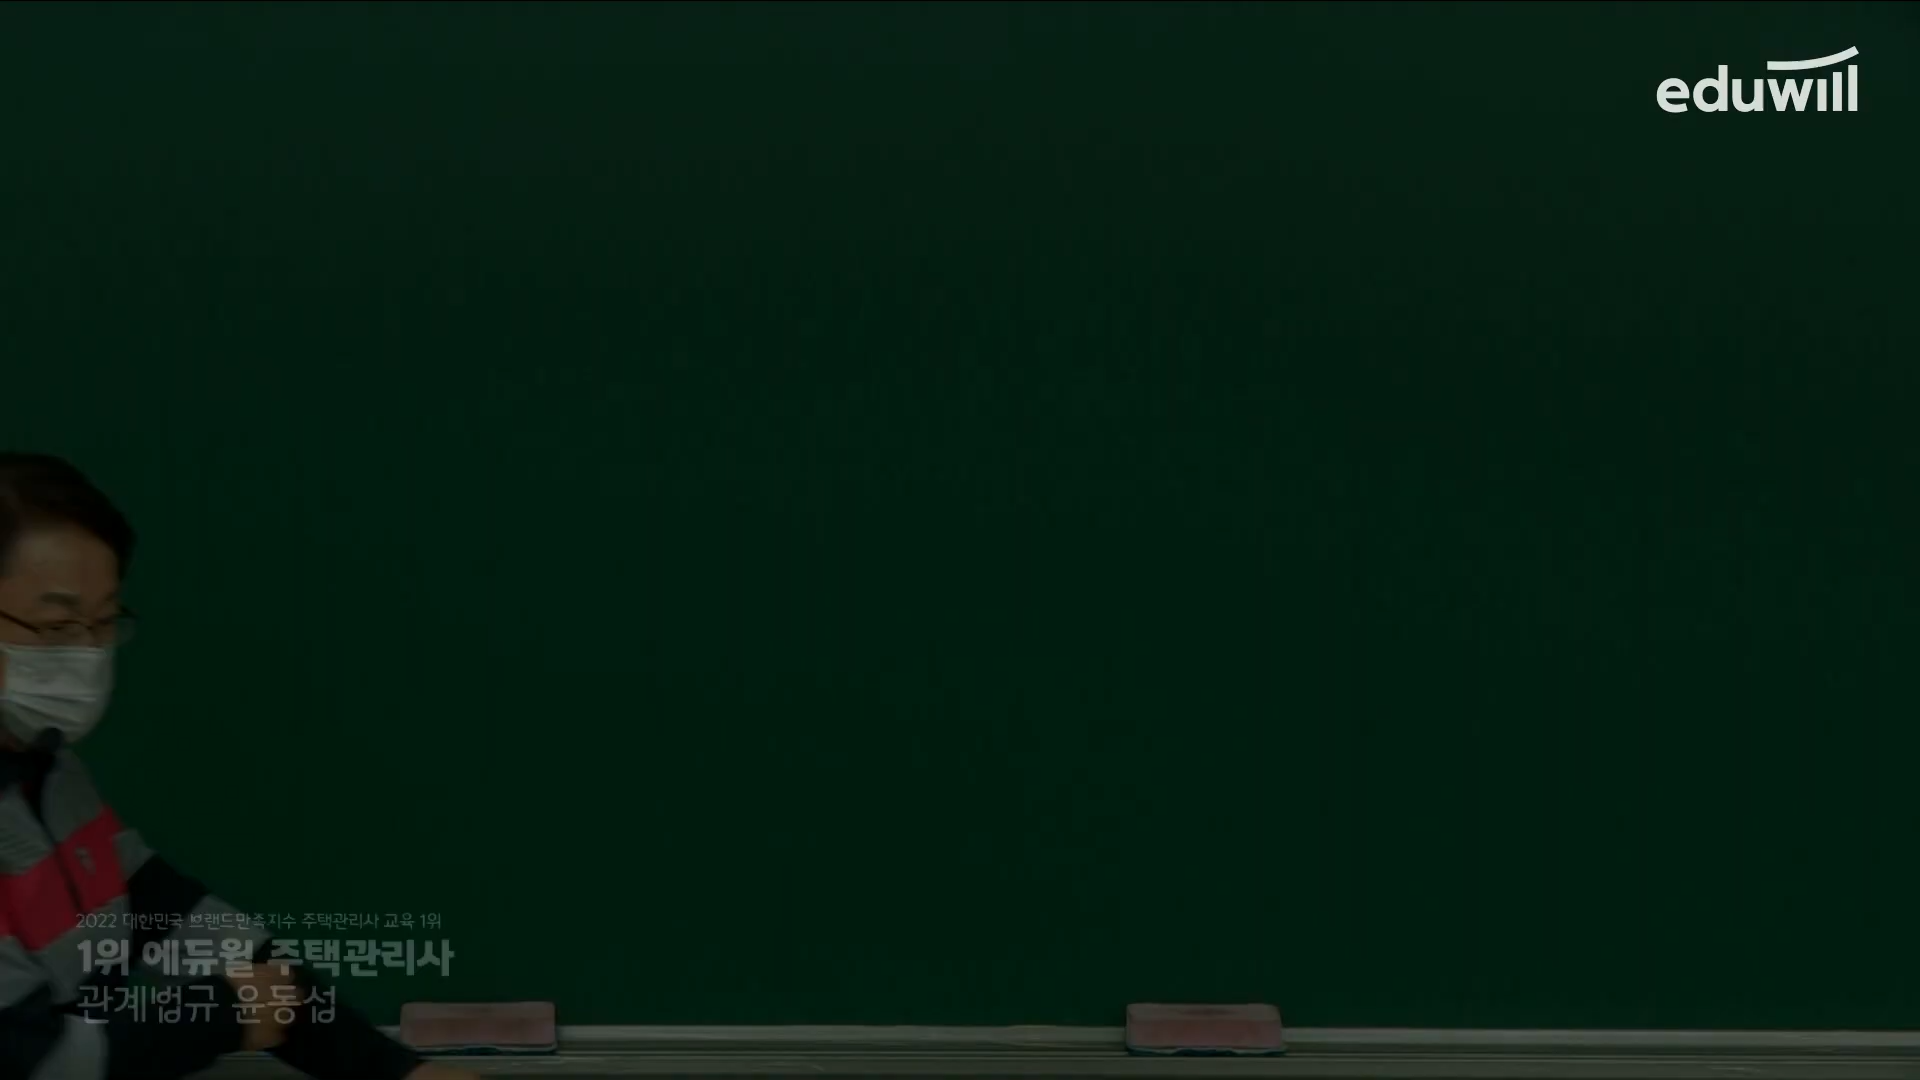 eduwill
2022 대한민국 브랜드만족지수 주택관리사 교육 1위
1위 에듀윌 주택관리사
관계법규 윤동섭